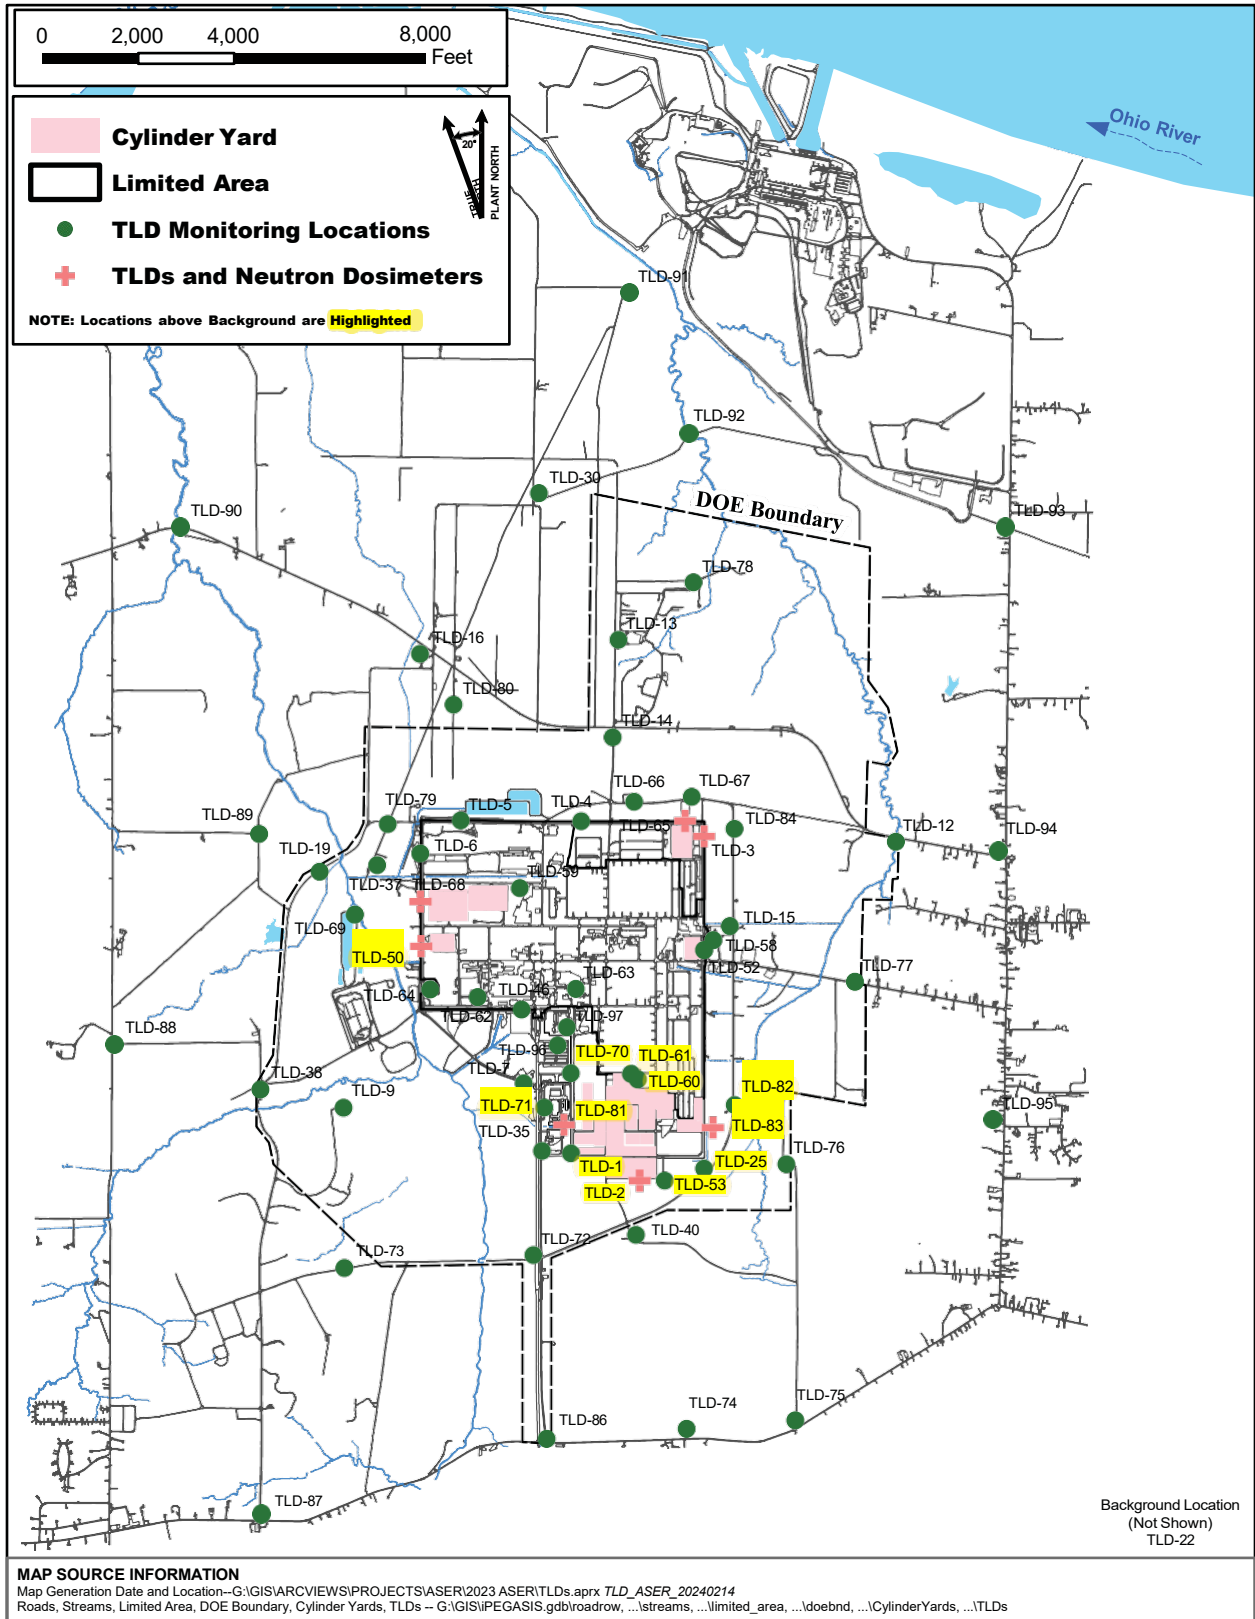 0 2,000 4,000 8,000
Feet
Cylinder Yard
Limited Area
TLD Monitoring Locations
TLDs and Neutron Dosimeters
NOTE: Locations above Background are Highlighted
20°
TRUE NORTH
PLANT NORTH
Ohio River
TLD-91
TLD-92
TLD-30
DOE Boundary
TLD-90
TLD-93
TLD-78
TLD-13
TLD-16
TLD-80
TLD-14
TLD-66
TLD-67
TLD-79
TLD-5
TLD-4
TLD-65
TLD-84
TLD-89
TLD-12
TLD-94
TLD-6
TLD-3
TLD-19
TLD-59
TLD-37
TLD-68
TLD-15
TLD-69
TLD-58
TLD-50
TLD-52
TLD-63
TLD-77
TLD-64
TLD-46
TLD-62
TLD-97
TLD-88
TLD-96
TLD-70
TLD-61
TLD-7
TLD-60
TLD-38
TLD-82
TLD-9
TLD-71
TLD-81
TLD-83
TLD-95
TLD-35
TLD-76
TLD-1
TLD-25
TLD-2
TLD-53
TLD-40
TLD-72
TLD-73
TLD-75
TLD-74
TLD-86
TLD-87
Background Location
(Not Shown)
TLD-22
MAP SOURCE INFORMATION
Map Generation Date and Location--G:\GIS\ARCVIEWS\PROJECTS\ASER\2023 ASER\TLDs.aprx TLD_ASER_20240214
Roads, Streams, Limited Area, DOE Boundary, Cylinder Yards, TLDs -- G:\GIS\iPEGASIS.gdb\roadrow, ...\streams, ...\limited_area, ...\doebnd, ...\CylinderYards, ...\TLDs